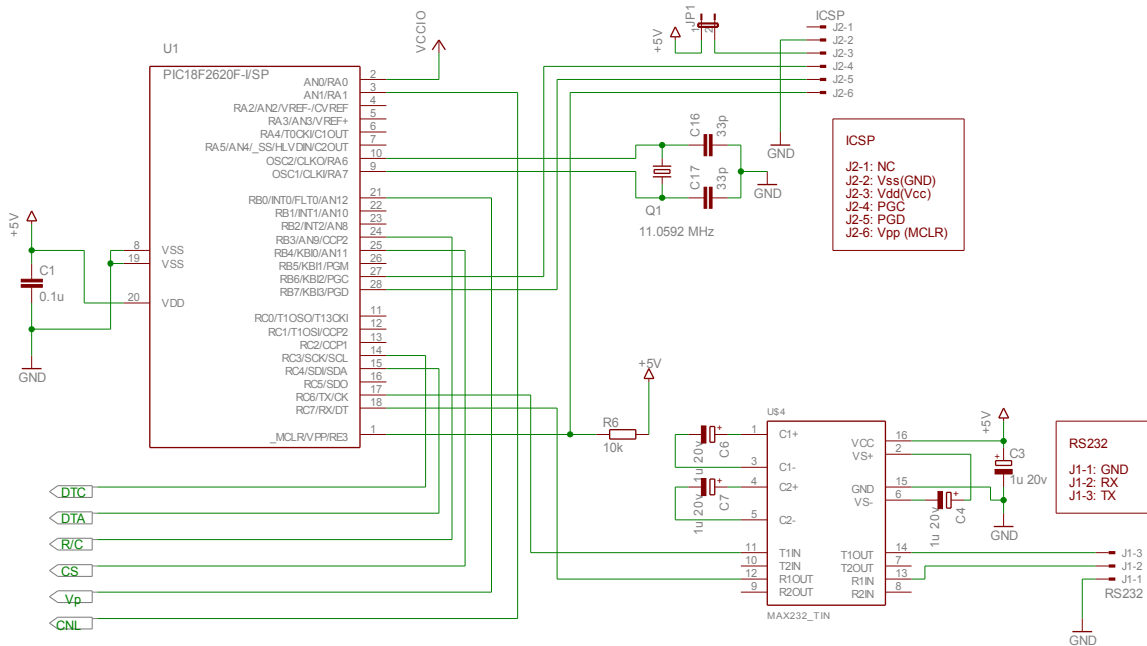 U1
PIC18F2620F-I/SP
AN0/RA0 2
AN1/RA1 3
RA2/AN2/VREF-/CVREF 4
RA3/AN3/VREF+ 5
RA4/T0CKI/C1OUT 6
RA5/AN4/_SS/HLVDIN/C2OUT 7
OSC2/CLKO/RA6 10
OSC1/CLKI/RA7 9
RB0/INT0/FLT0/AN12 21
RB1/INT1/AN10 22
RB2/INT2/AN8 23
RB3/AN9/CCP2 24
RB4/KBI0/AN11 25
RB5/KBI1/PGM 26
RB6/KBI2/PGC 27
RB7/KBI3/PGD 28
RC0/T1OSO/T13CKI 11
RC1/T1OSI/CCP2 12
RC2/CCP1 13
RC3/SCK/SCL 14
RC4/SDI/SDA 15
RC5/SDO 16
RC6/TX/CK 17
RC7/RX/DT 18
_MCLR/VPP/RE3 1
8 VSS
19 VSS
20 VDD
+5V
C1
0.1u
GND
VCCIO
+5V
JP1
1
2
ICSP
J2-1
J2-2
J2-3
J2-4
J2-5
J2-6
GND
C16
33p
C17
33p
GND
Q1
11.0592 MHz
ICSP
J2-1: NC
J2-2: Vss(GND)
J2-3: Vdd(Vcc)
J2-4: PGC
J2-5: PGD
J2-6: Vpp (MCLR)
+5V
R6
10k
U$4
1 C1+
3 C1-
4 C2+
5 C2-
11 T1IN
10 T2IN
12 R1OUT
9 R2OUT
VCC 16
VS+ 2
GND 15
VS- 6
T1OUT 14
T2OUT 7
R1IN 13
R2IN 8
MAX232_TIN
+
C6
1u 20v
+
C7
1u 20v
+5V
+
C3
1u 20v
+
C4
1u 20v
GND
RS232
J1-1: GND
J1-2: RX
J1-3: TX
J1-3
J1-2
J1-1
RS232
GND
DTC
DTA
R/C
CS
Vp
CNL